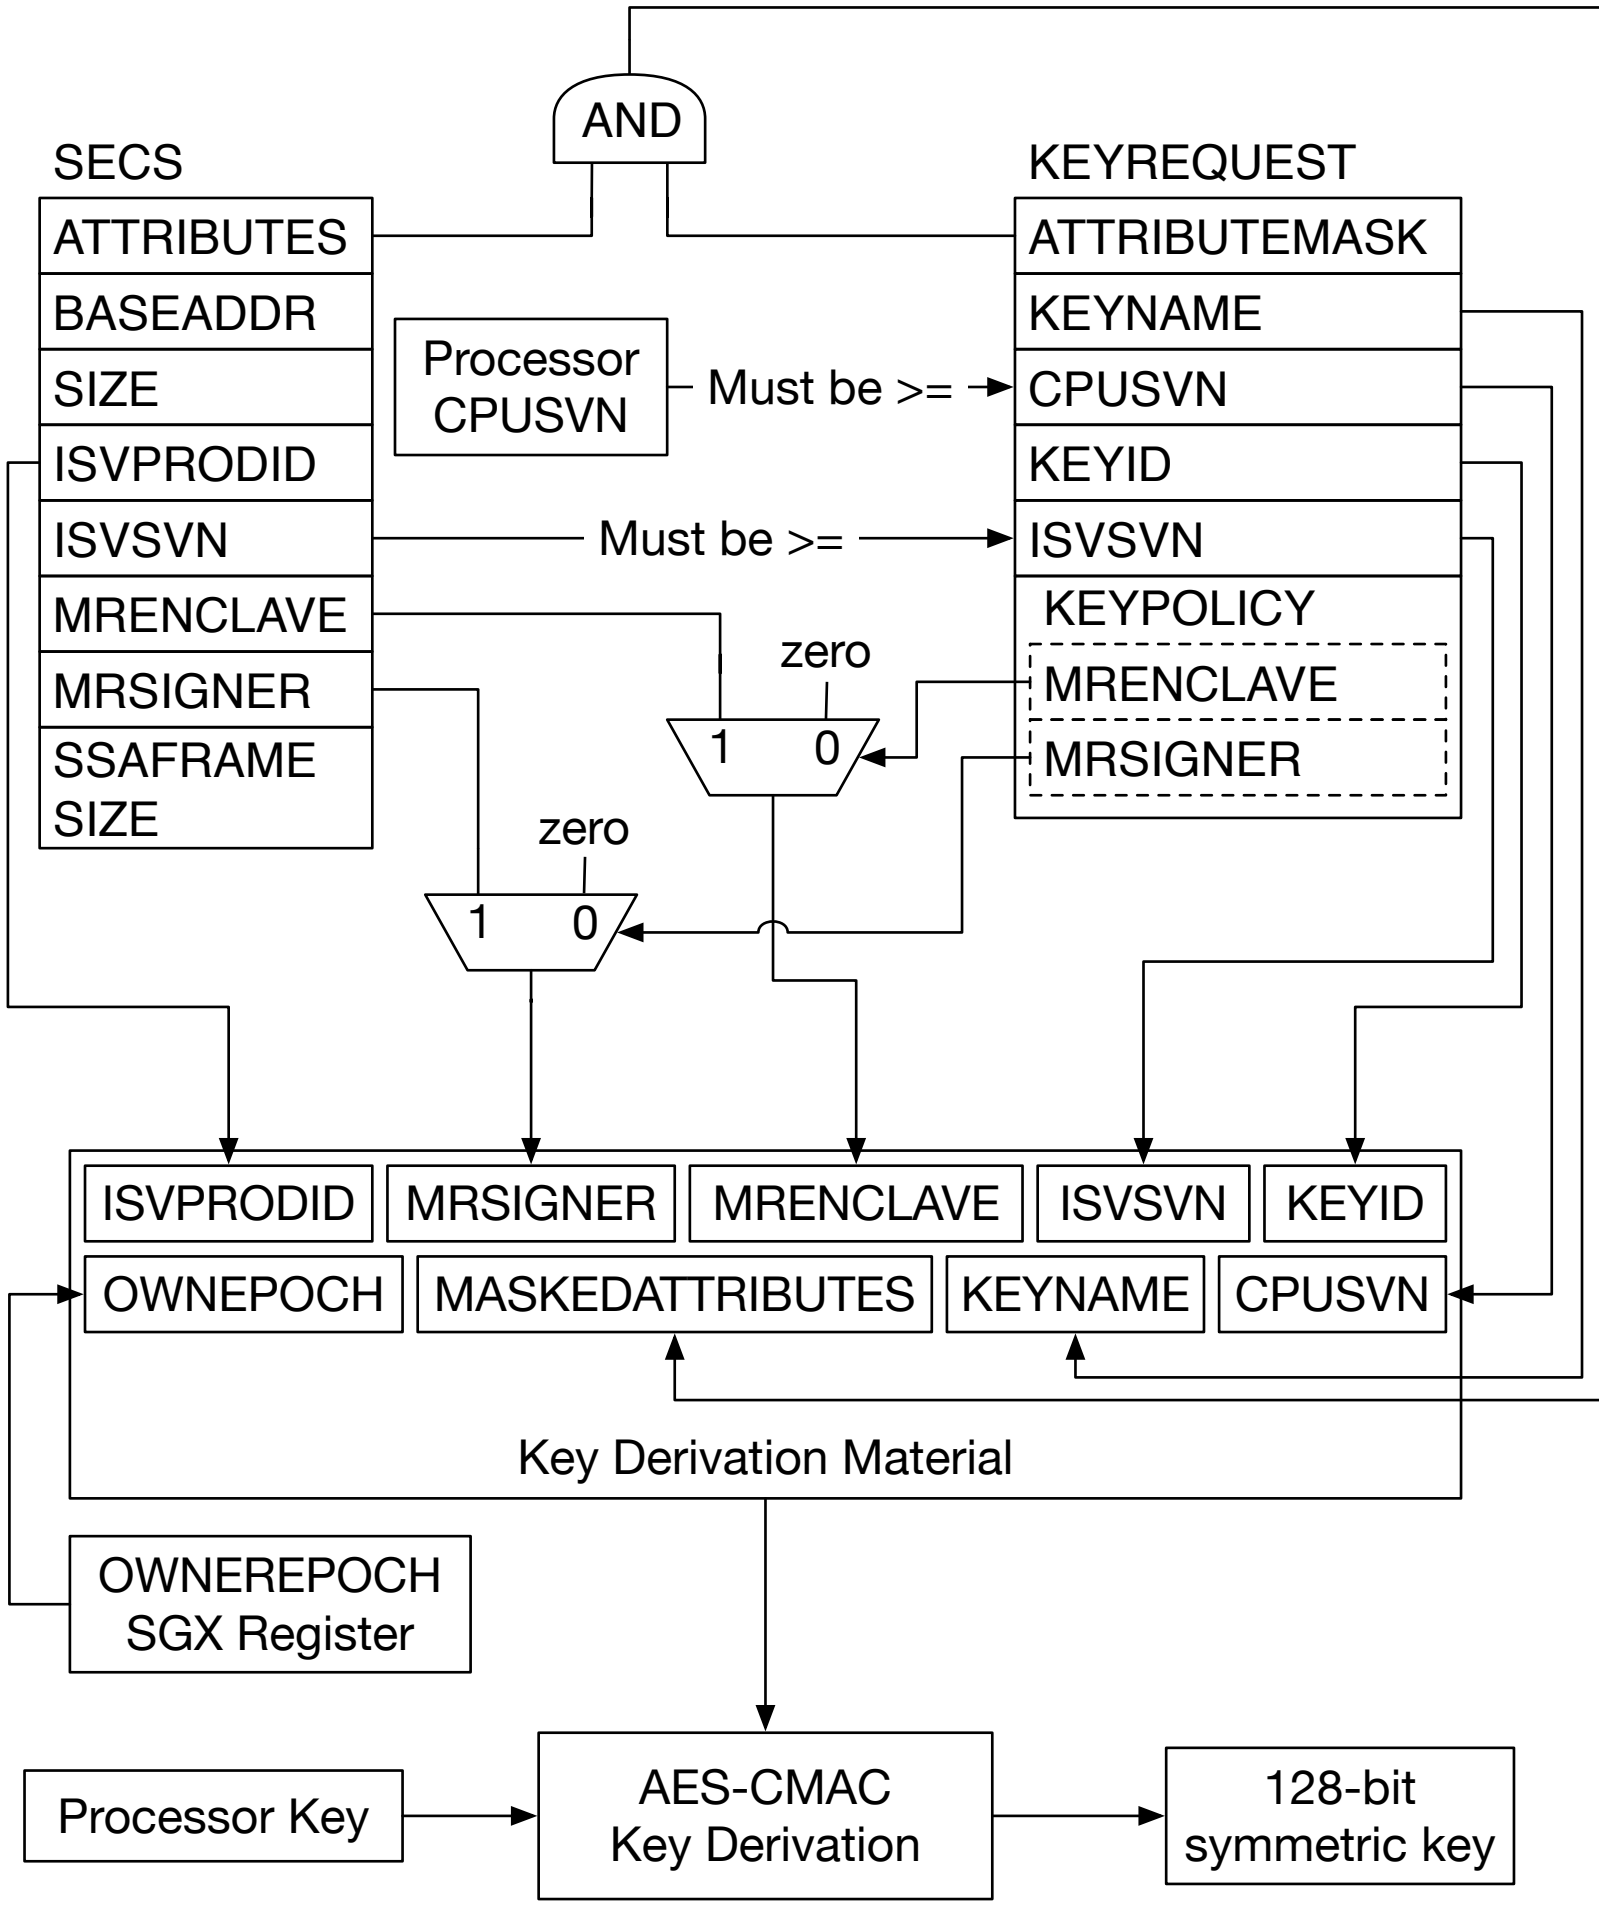 AND
SECS
KEYREQUEST
ATTRIBUTES
ATTRIBUTEMASK
BASEADDR
KEYNAME
Processor
CPUSVN
Must be >=
SIZE
CPUSVN
ISVPRODID
KEYID
ISVSVN
Must be >=
ISVSVN
MRENCLAVE
KEYPOLICY
zero
MRENCLAVE
MRSIGNER
1 0
MRSIGNER
SSAFRAME
SIZE
zero
1 0
ISVPRODID
MRSIGNER
MRENCLAVE
ISVSVN
KEYID
OWNEPOCH
MASKEDATTRIBUTES
KEYNAME
CPUSVN
Key Derivation Material
OWNEREPOCH
SGX Register
Processor Key
AES-CMAC
Key Derivation
128-bit
symmetric key